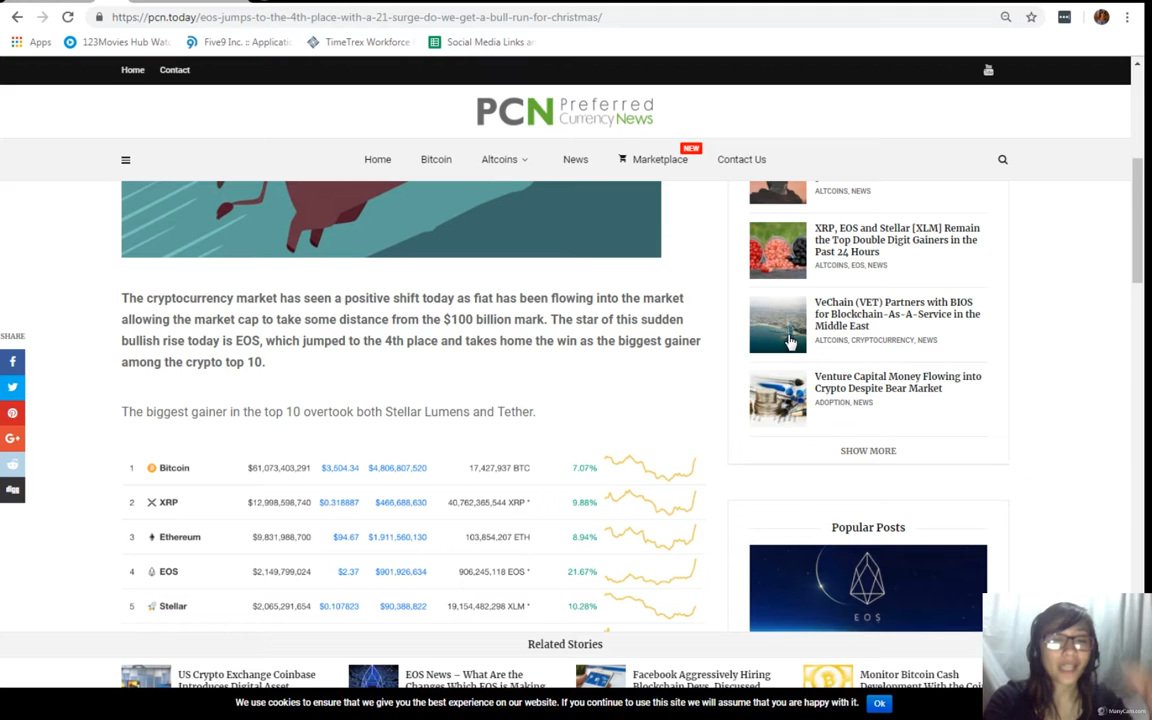 https://pcn.today/eos-jumps-to-the-4th-place-with-a-21-surge-do-we-get-a-bull-run-for-christmas/
Apps 123Movies Hub Watc Five9 Inc. :: Applicatio TimeTrex Workforce Social Media Links an
Home Contact
You Tube
PCN Preferred Currency News
Home Bitcoin Altcoins News Marketplace NEW Contact Us
ALTCOINS, NEWS
XRP, EOS and Stellar [XLM] Remain
the Top Double Digit Gainers in the
Past 24 Hours
ALTCOINS, EOS, NEWS
VeChain (VET) Partners with BIOS
for Blockchain-As-A-Service in the
Middle East
ALTCOINS, CRYPTOCURRENCY, NEWS
Venture Capital Money Flowing into
Crypto Despite Bear Market
ADOPTION, NEWS
SHOW MORE
Popular Posts
EOS
SHARE
The cryptocurrency market has seen a positive shift today as fiat has been flowing into the market
allowing the market cap to take some distance from the $100 billion mark. The star of this sudden
bullish rise today is EOS, which jumped to the 4th place and takes home the win as the biggest gainer
among the crypto top 10.
The biggest gainer in the top 10 overtook both Stellar Lumens and Tether.
1 Bitcoin $61,073,403,291 $3,504.34 $4,806,807,520 17,427,937 BTC 7.07%
2 XRP $12,998,598,740 $0.318887 $466,688,630 40,762,365,544 XRP * 9.88%
3 Ethereum $9,831,988,700 $94.67 $1,911,560,130 103,854,207 ETH 8.94%
4 EOS $2,149,799,024 $2.37 $901,926,634 906,245,118 EOS * 21.67%
5 Stellar $2,065,291,654 $0.107823 $90,388,822 19,154,482,298 XLM * 10.28%
Related Stories
US Crypto Exchange Coinbase
Introduces Digital Asset
EOS News – What Are the
Changes Which EOS is Making
Facebook Aggressively Hiring
Blockchain Devs, Discussed
Monitor Bitcoin Cash
Development With the Coi
We use cookies to ensure that we give you the best experience on our website. If you continue to use this site we will assume that you are happy with it. Ok
ManyCam.com